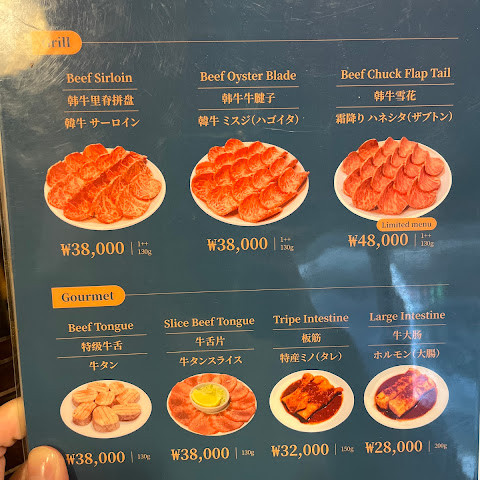 Grill
Beef Sirloin
韩牛里脊拼盘
韓牛 サーロイン
Beef Oyster Blade
韩牛牛腱子
韓牛 ミスジ(ハゴイタ)
Beef Chuck Flap Tail
韩牛雪花
霜降り ハネシタ(ザブトン)
₩38,000
1++
130g
₩38,000
1++
130g
Limited menu
₩48,000
1++
130g
Gourmet
Beef Tongue
特级牛舌
牛タン
Slice Beef Tongue
牛舌片
牛タンスライス
Tripe Intestine
板筋
特産ミノ(タレ)
Large Intestine
牛大肠
ホルモン(大腸)
₩38,000
130g
₩38,000
130g
₩32,000
150g
₩28,000
200g